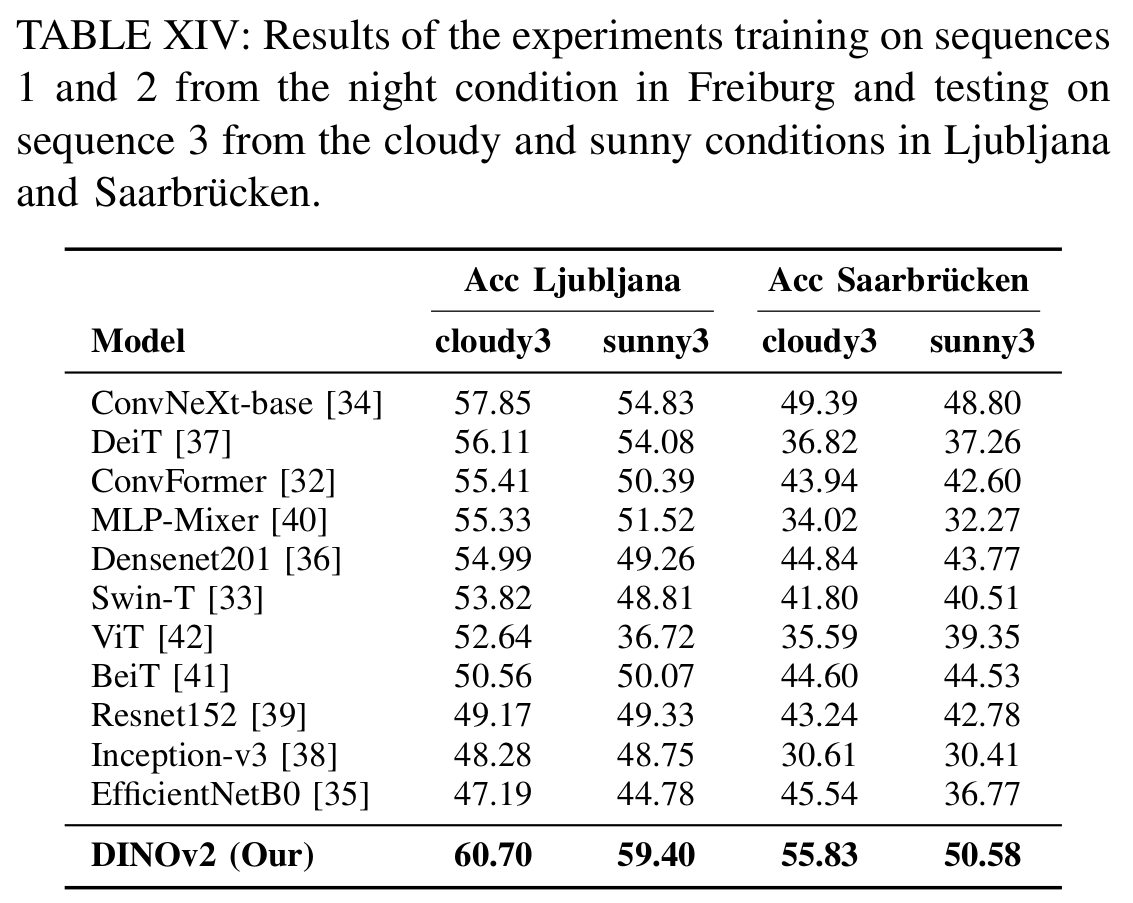 TABLE XIV: Results of the experiments training on sequences
1 and 2 from the night condition in Freiburg and testing on
sequence 3 from the cloudy and sunny conditions in Ljubljana
and Saarbrücken.
Acc Ljubljana Acc Saarbrücken
Model cloudy3 sunny3 cloudy3 sunny3
ConvNeXt-base [34] 57.85 54.83 49.39 48.80
DeiT [37] 56.11 54.08 36.82 37.26
ConvFormer [32] 55.41 50.39 43.94 42.60
MLP-Mixer [40] 55.33 51.52 34.02 32.27
Densenet201 [36] 54.99 49.26 44.84 43.77
Swin-T [33] 53.82 48.81 41.80 40.51
ViT [42] 52.64 36.72 35.59 39.35
BeiT [41] 50.56 50.07 44.60 44.53
Resnet152 [39] 49.17 49.33 43.24 42.78
Inception-v3 [38] 48.28 48.75 30.61 30.41
EfficientNetB0 [35] 47.19 44.78 45.54 36.77
DINOv2 (Our) 60.70 59.40 55.83 50.58